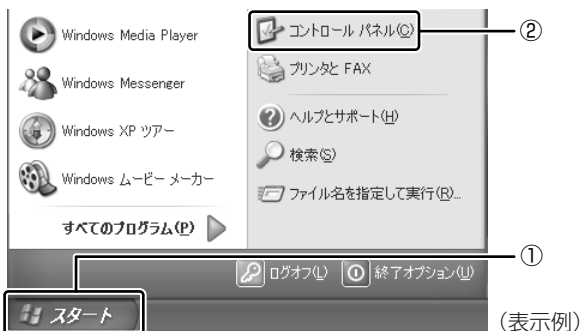 Windows Media Player
Windows Messenger
Windows XP ツアー
Windows ムービー メーカー
すべてのプログラム(P)
コントロール パネル(C)
②
プリンタと FAX
ヘルプとサポート(H)
検索(S)
ファイル名を指定して実行(R)...
①
ログオフ(L)
終了オプション(U)
スタート
(表示例)